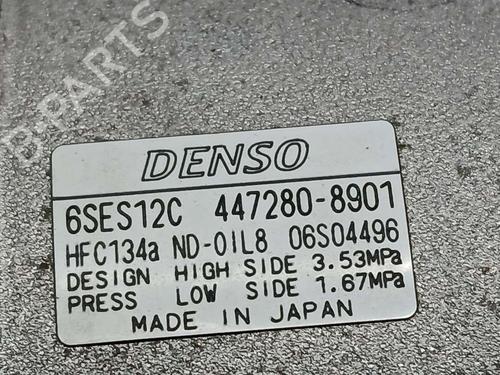 B-PARTS
DENSO
6SES12C 447280-8901
HFC134a ND-OIL8 06S04496
DESIGN HIGH SIDE 3.53MPa
PRESS LOW SIDE 1.67MPa
MADE IN JAPAN